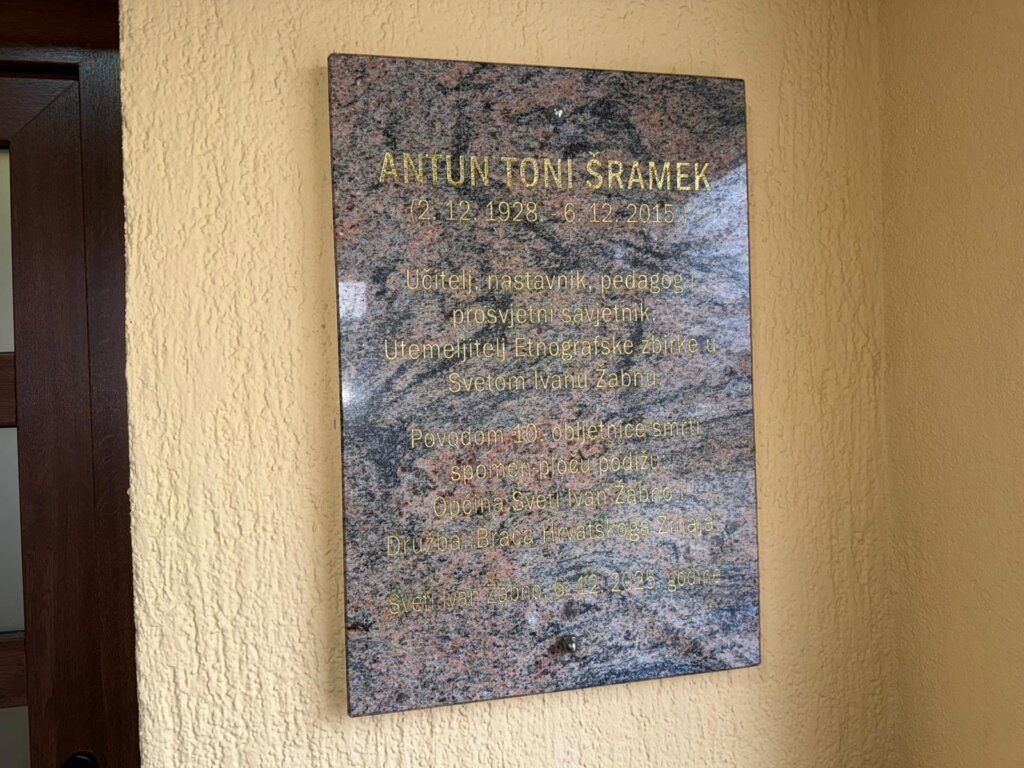 ANTUN TONI ŠRAMEK
(2. 12. 1928. 6. 12. 2015.)
Učitelj, nastavnik, pedagog i
prosvjetni savjetnik.
Utemeljitelj Etnografske zbirke u
Svetom Ivanu Žabnu.
Povodom 10. obljetnice smrti
spomen ploču podižu:
Općina Sveti Ivan Žabno i
Družba "Braća Hrvatskoga Zmaja"
Sveti Ivan Žabno, 6. 12. 2025. godine